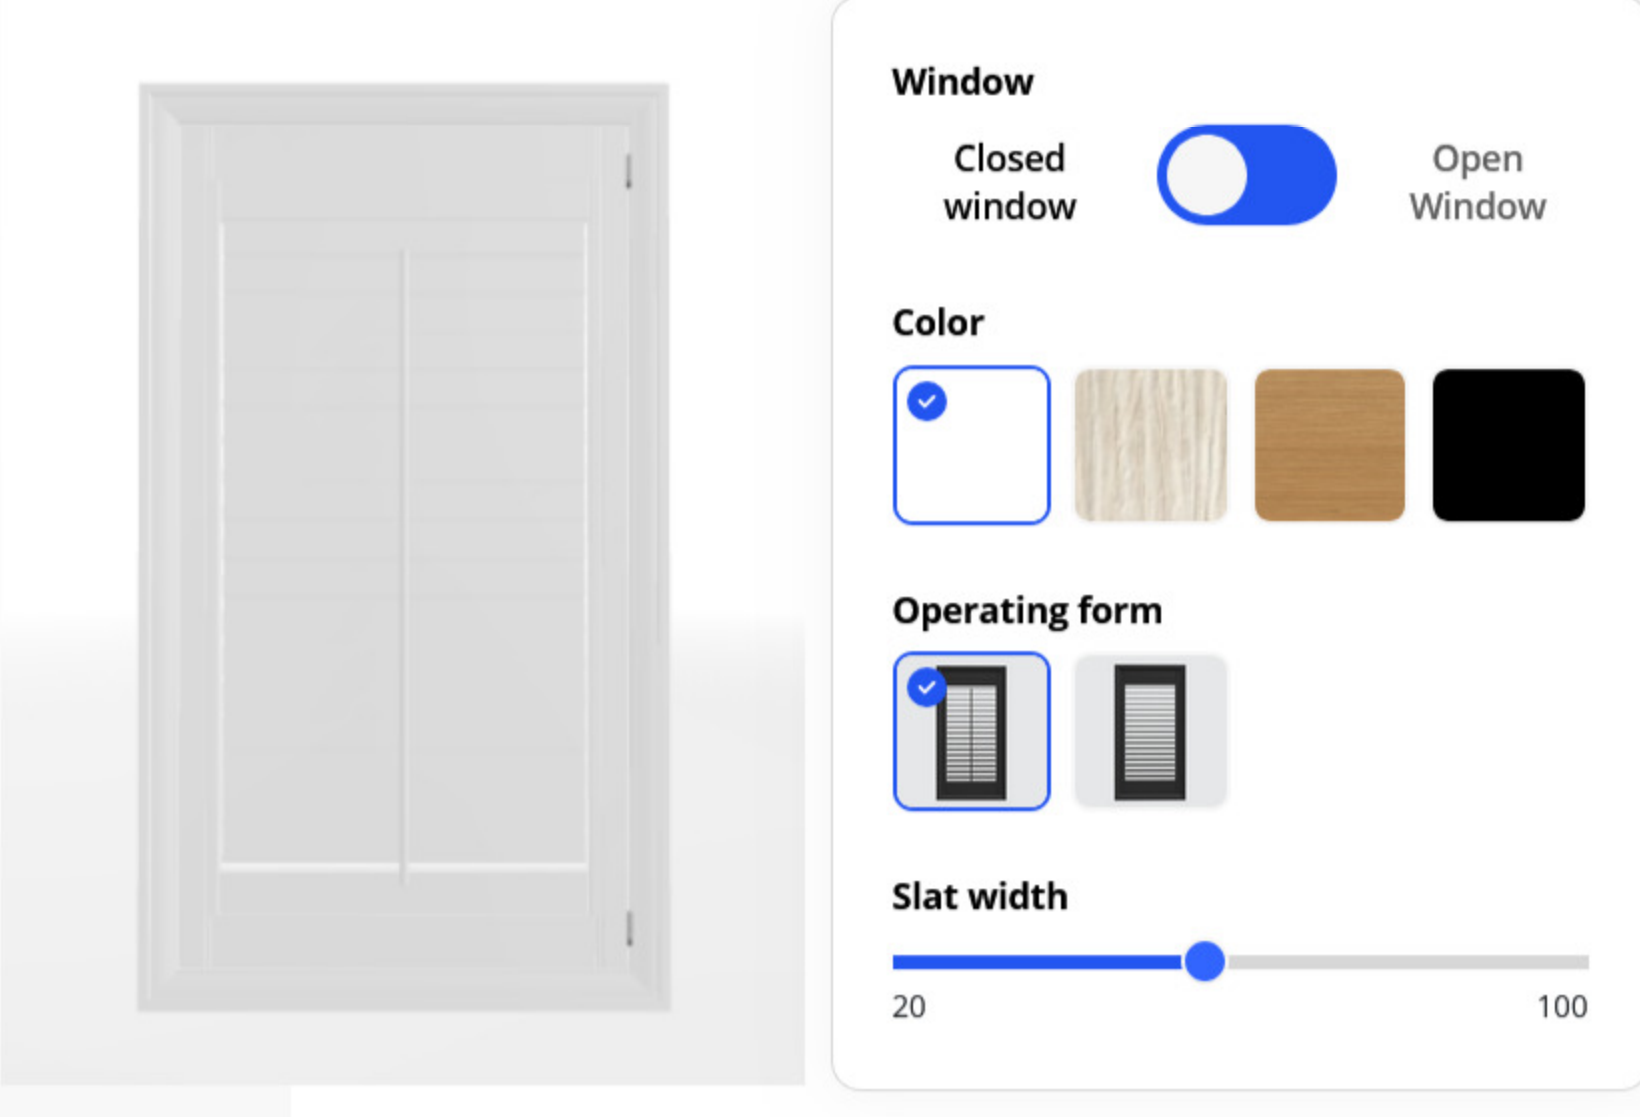 Window
Closed
window
Open
Window
Color
Operating form
Slat width
20
100